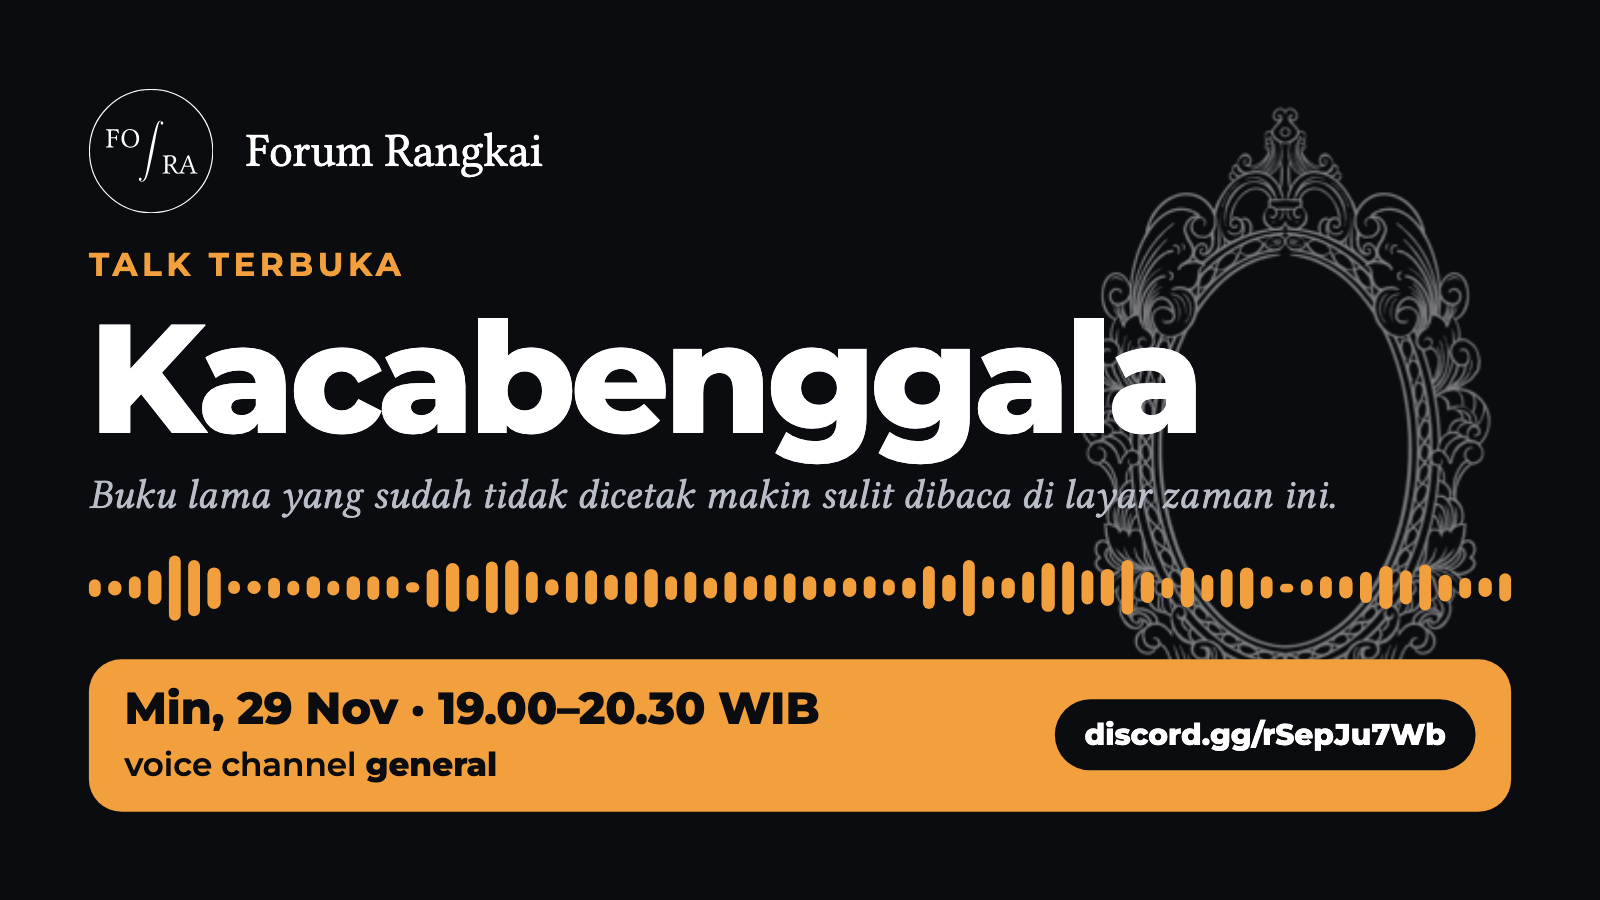 FO RA
Forum Rangkai
TALK TERBUKA
Kacabenggala
Buku lama yang sudah tidak dicetak makin sulit dibaca di layar zaman ini.
Min, 29 Nov · 19.00–20.30 WIB
voice channel general
discord.gg/rSepJu7Wb